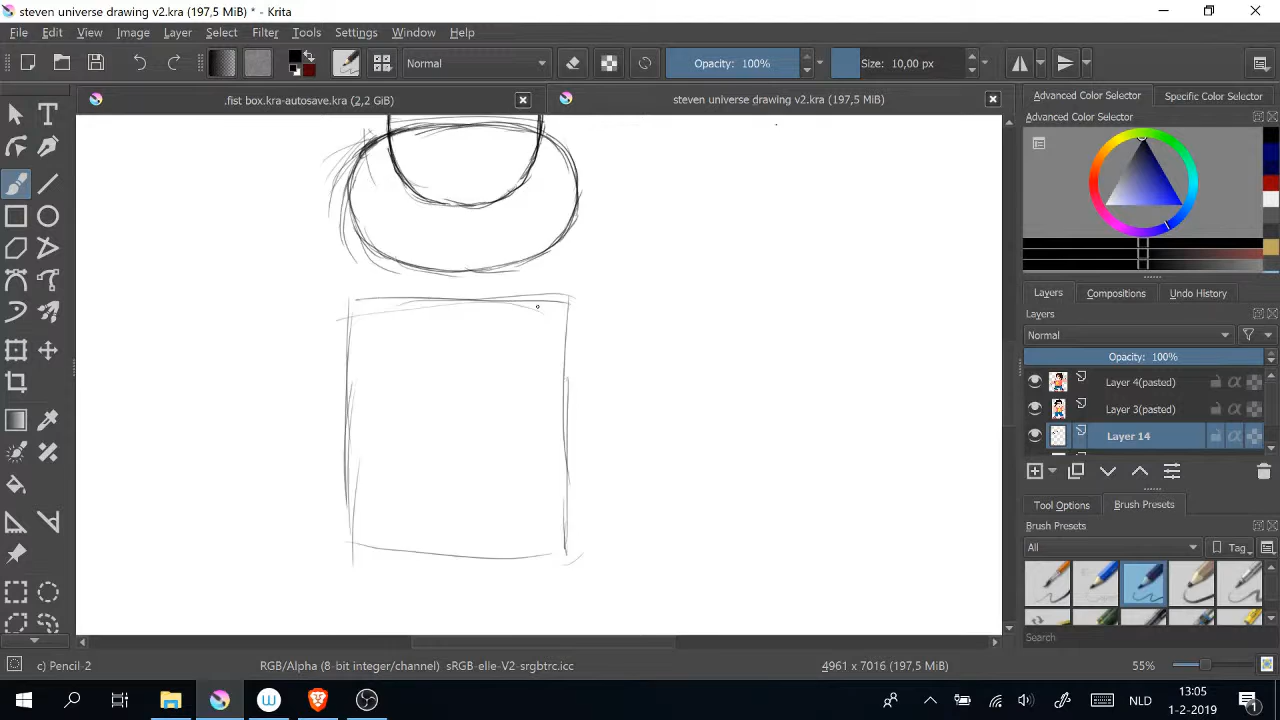 steven universe drawing v2.kra (197,5 MiB) * - Krita
File Edit View Image Layer Select Filter Tools Settings Window Help
Normal Opacity: 100% Size: 10,00 px
.fist box.kra-autosave.kra (2,2 GiB) steven universe drawing v2.kra (197,5 MiB)
Advanced Color Selector Specific Color Selector
Advanced Color Selector
Layers Compositions Undo History
Layers
Normal
Opacity: 100%
Layer 4(pasted)
Layer 3(pasted)
Layer 14
Tool Options Brush Presets
Brush Presets
All Tag
Search
c) Pencil-2 RGB/Alpha (8-bit integer/channel) sRGB-elle-V2-srgbtrc.icc 4961 x 7016 (197,5 MiB) 55%
NLD 13:05
1-2-2019 1